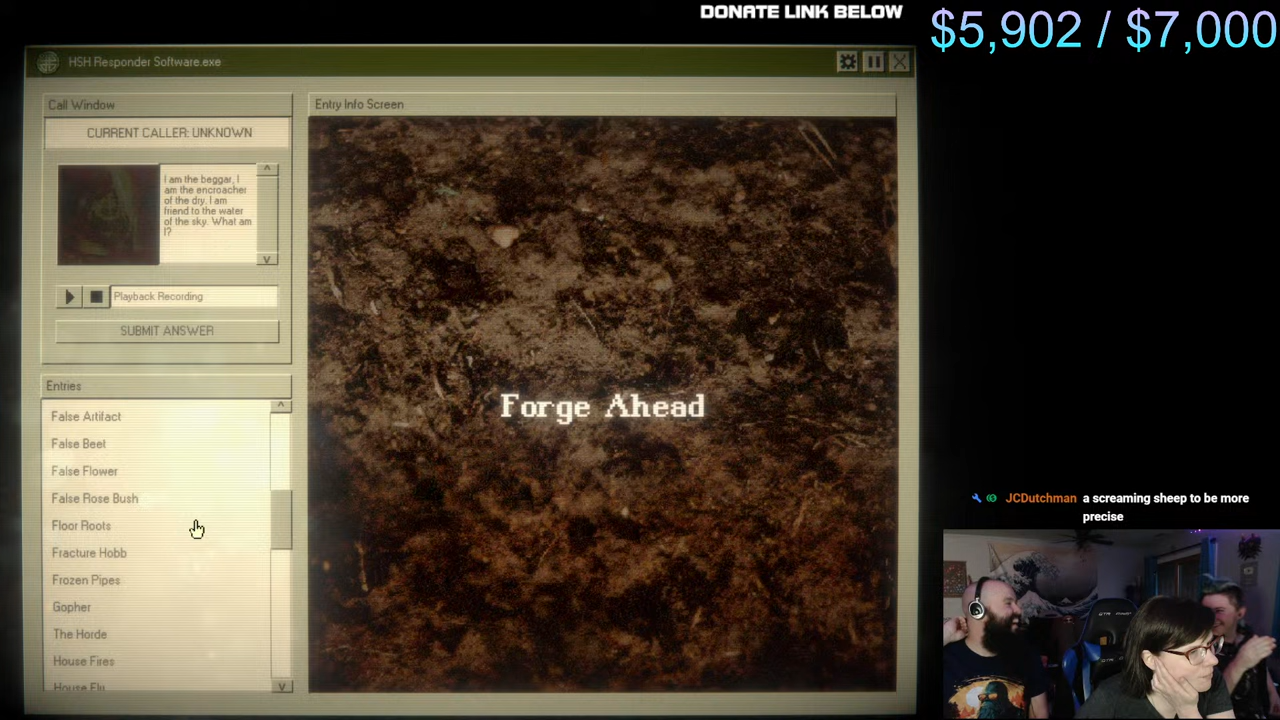 DONATE LINK BELOW
$5,902 / $7,000
HSH Responder Software.exe
Call Window
CURRENT CALLER: UNKNOWN
I am the beggar, I
am the encroacher
of the dry. I am
friend to the water
of the sky. What am
I?
Playback Recording
SUBMIT ANSWER
Entries
False Artifact
False Beet
False Flower
False Rose Bush
Floor Roots
Fracture Hobb
Frozen Pipes
Gopher
The Horde
House Fires
House Fly
Entry Info Screen
Forge Ahead
JCDutchman a screaming sheep to be more
precise